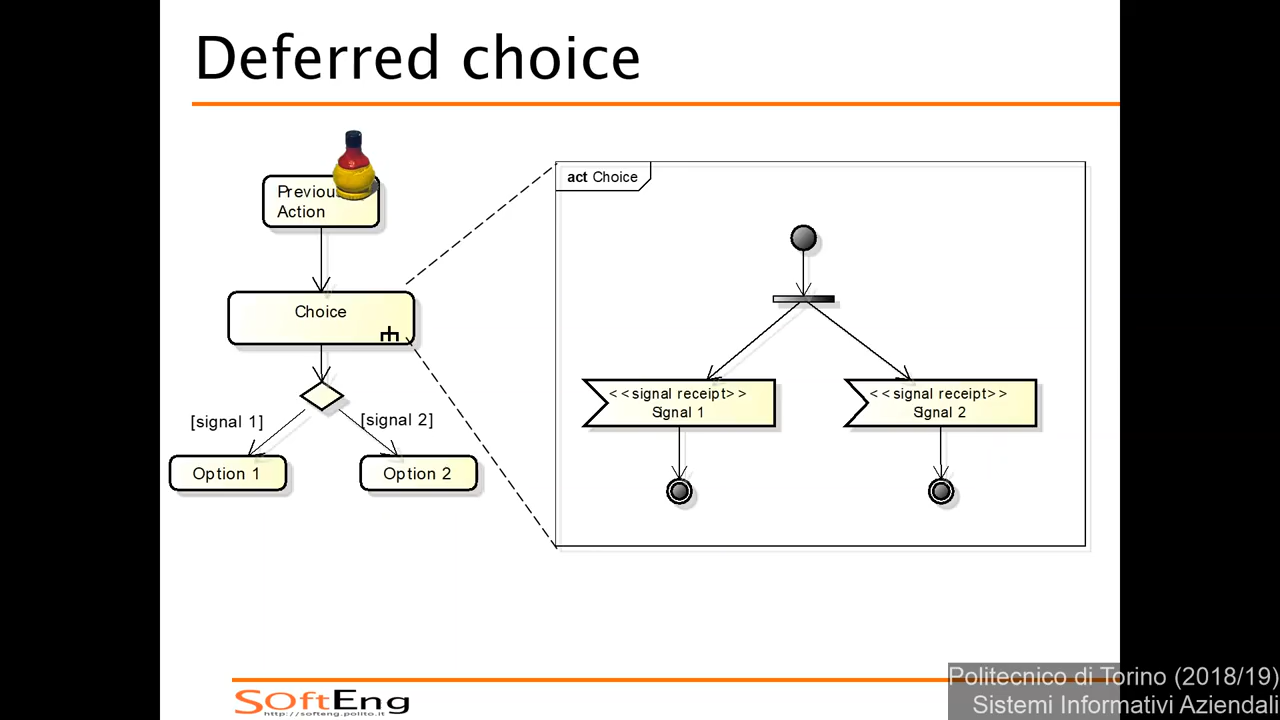 Deferred choice
Previou
Action
Choice
[signal 1]
[signal 2]
Option 1
Option 2
act Choice
<<signal receipt>>
Signal 1
<<signal receipt>>
Signal 2
SoftEng
http://softeng.polito.it
Politecnico di Torino (2018/19)
Sistemi Informativi Aziendali